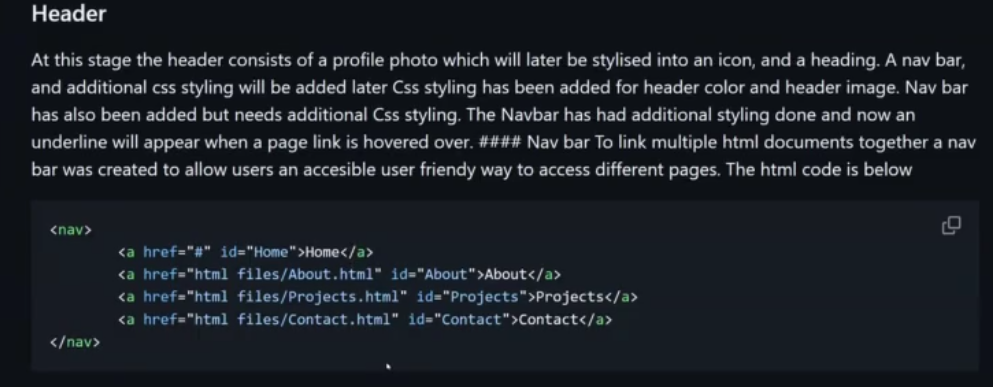 Header
At this stage the header consists of a profile photo which will later be stylised into an icon, and a heading. A nav bar,
and additional css styling will be added later Css styling has been added for header color and header image. Nav bar
has also been added but needs additional Css styling. The Navbar has had additional styling done and now an
underline will appear when a page link is hovered over. #### Nav bar To link multiple html documents together a nav
bar was created to allow users an accesible user friendy way to access different pages. The html code is below
<nav>
<a href="#" id="Home">Home</a>
<a href="html files/About.html" id="About">About</a>
<a href="html files/Projects.html" id="Projects">Projects</a>
<a href="html files/Contact.html" id="Contact">Contact</a>
</nav>